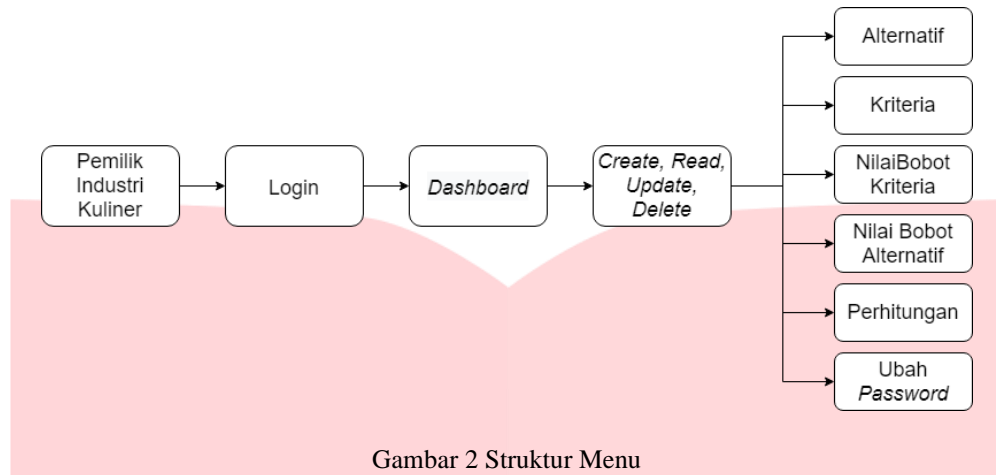 Pemilik
Industri
Kuliner
Login
Dashboard
Create, Read,
Update,
Delete
Alternatif
Kriteria
NilaiBobot
Kriteria
Nilai Bobot
Alternatif
Perhitungan
Ubah
Password
Gambar 2 Struktur Menu